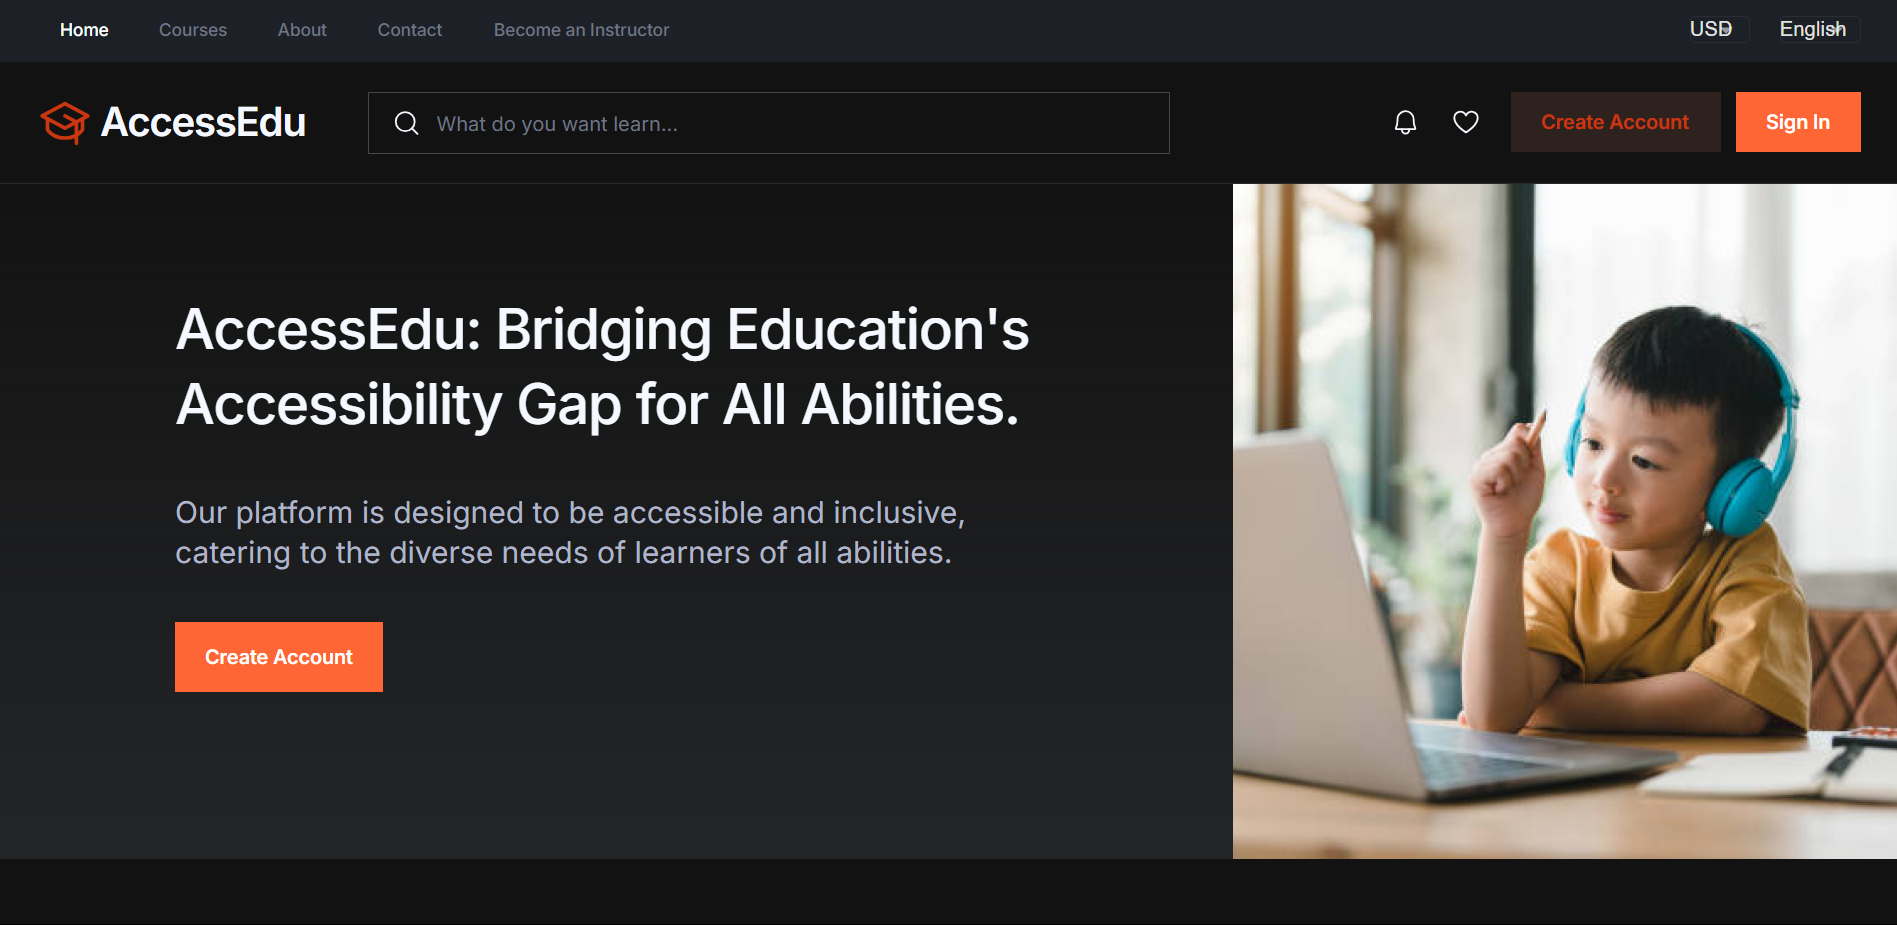 Home Courses About Contact Become an Instructor USD English
AccessEdu What do you want learn... Create Account Sign In
AccessEdu: Bridging Education's
Accessibility Gap for All Abilities.
Our platform is designed to be accessible and inclusive,
catering to the diverse needs of learners of all abilities.
Create Account